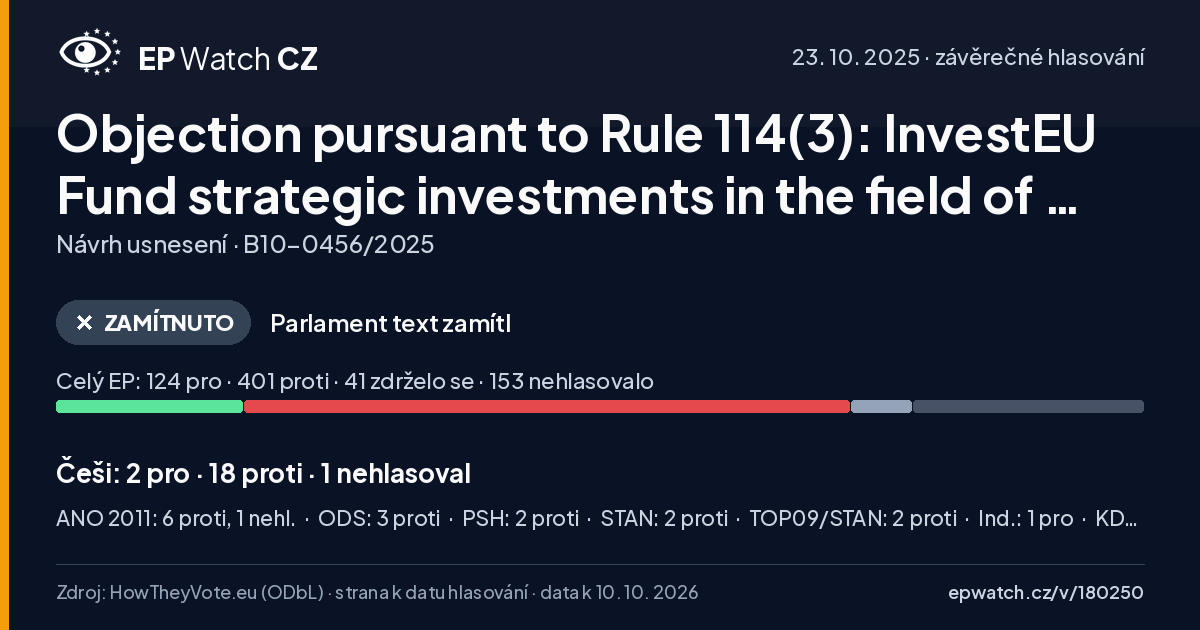 EP Watch CZ
23. 10. 2025 · závěrečné hlasování
Objection pursuant to Rule 114(3): InvestEU
Fund strategic investments in the field of …
Návrh usnesení · B10-0456/2025
✕ ZAMÍTNUTO
Parlament text zamítl
Celý EP: 124 pro · 401 proti · 41 zdrželo se · 153 nehlasovalo
Češi: 2 pro · 18 proti · 1 nehlasoval
ANO 2011: 6 proti, 1 nehl. · ODS: 3 proti · PSH: 2 proti · STAN: 2 proti · TOP09/STAN: 2 proti · Ind.: 1 pro · KD…
Zdroj: HowTheyVote.eu (ODbL) · strana k datu hlasování · data k 10. 10. 2026
epwatch.cz/v/180250